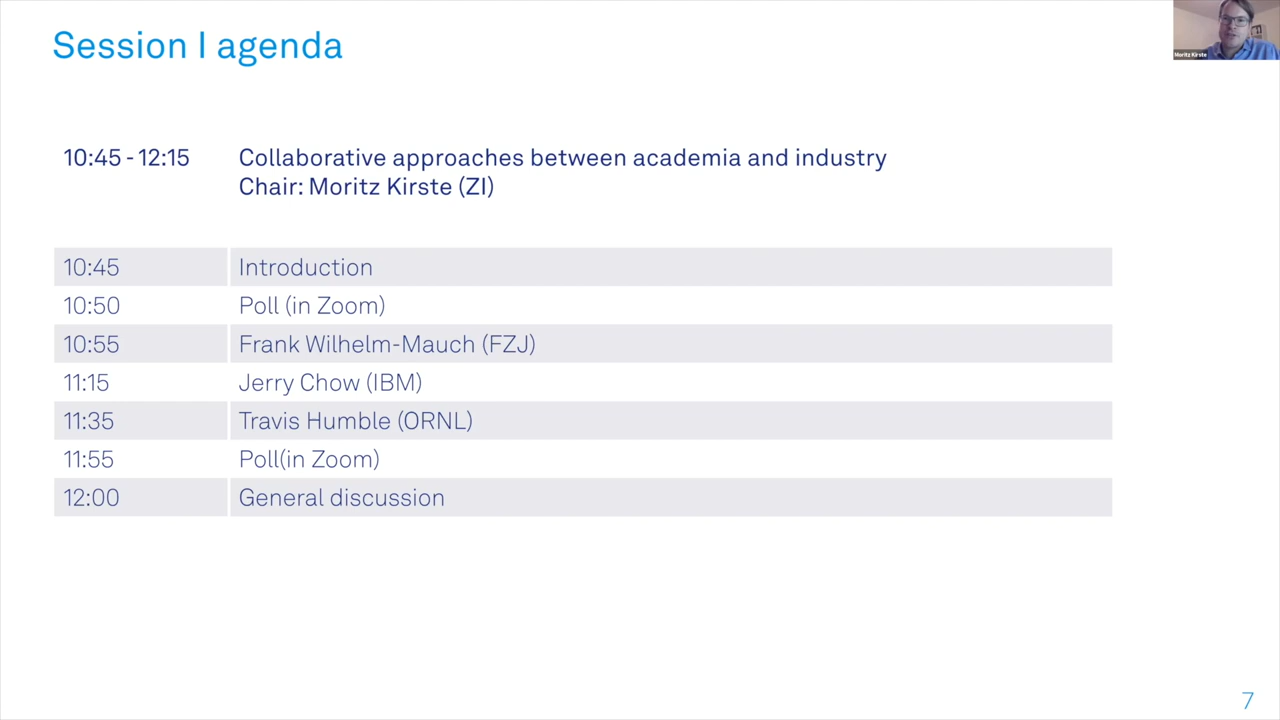 Session I agenda
Moritz Kirste
10:45 - 12:15 Collaborative approaches between academia and industry
Chair: Moritz Kirste (ZI)
10:45 Introduction
10:50 Poll (in Zoom)
10:55 Frank Wilhelm-Mauch (FZJ)
11:15 Jerry Chow (IBM)
11:35 Travis Humble (ORNL)
11:55 Poll(in Zoom)
12:00 General discussion
7